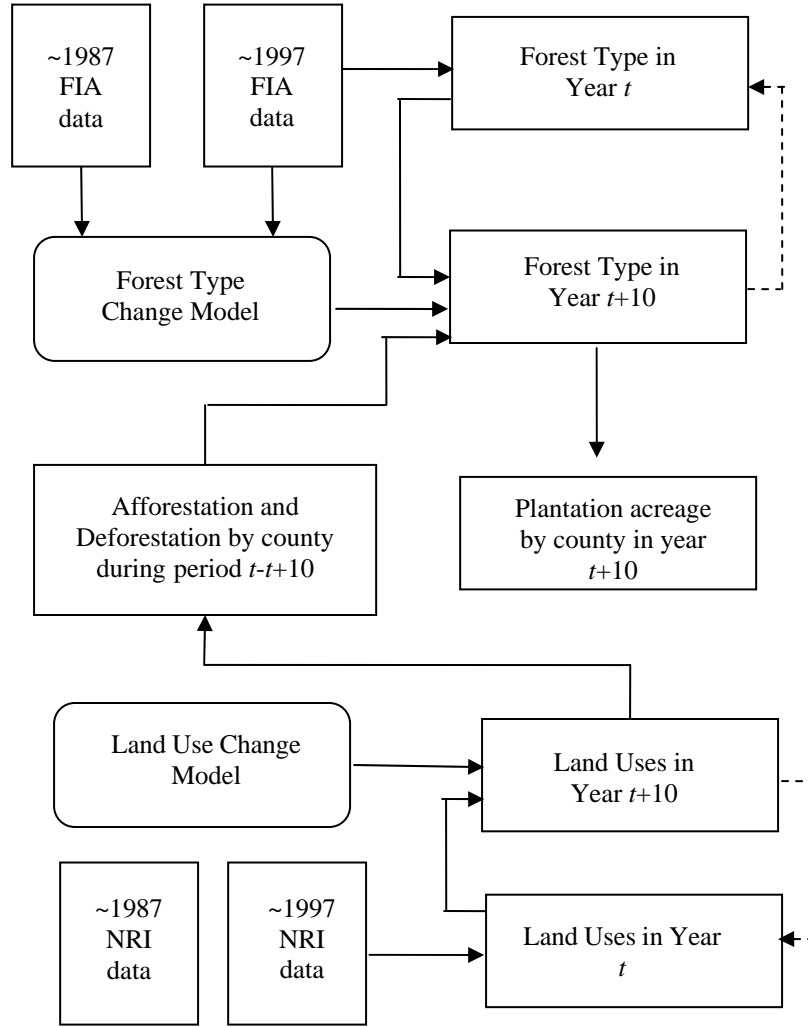 ~1987
FIA
data
~1997
FIA
data
Forest Type in
Year t
Forest Type
Change Model
Forest Type in
Year t+10
Afforestation and
Deforestation by county
during period t-t+10
Plantation acreage
by county in year
t+10
Land Use Change
Model
Land Uses in
Year t+10
~1987
NRI
data
~1997
NRI
data
Land Uses in Year
t